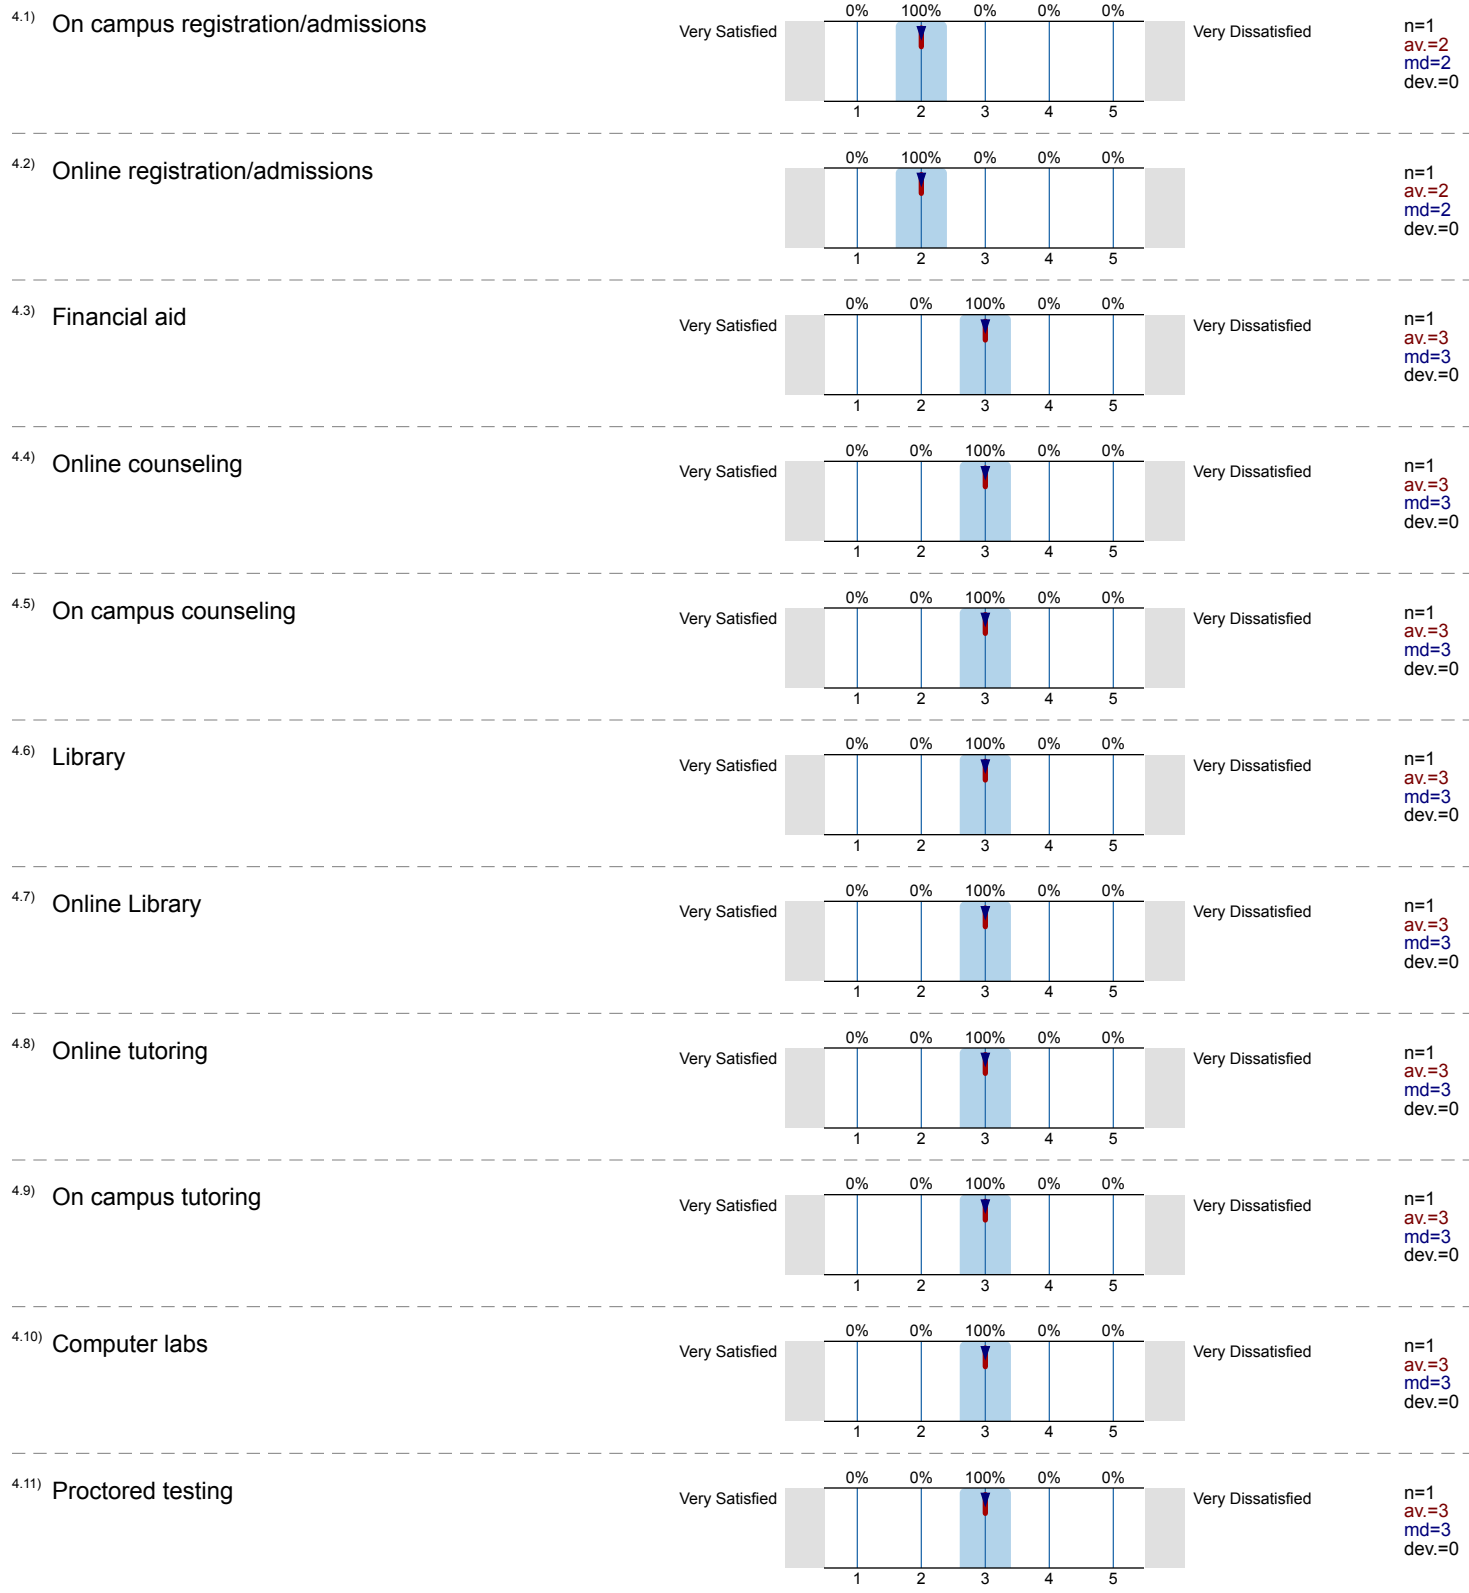 4.1) On campus registration/admissions
0% 100% 0% 0% 0%
Very Satisfied Very Dissatisfied
1 2 3 4 5
n=1
av.=2
md=2
dev.=0
4.2) Online registration/admissions
0% 100% 0% 0% 0%
1 2 3 4 5
n=1
av.=2
md=2
dev.=0
4.3) Financial aid
0% 0% 100% 0% 0%
Very Satisfied Very Dissatisfied
1 2 3 4 5
n=1
av.=3
md=3
dev.=0
4.4) Online counseling
0% 0% 100% 0% 0%
Very Satisfied Very Dissatisfied
1 2 3 4 5
n=1
av.=3
md=3
dev.=0
4.5) On campus counseling
0% 0% 100% 0% 0%
Very Satisfied Very Dissatisfied
1 2 3 4 5
n=1
av.=3
md=3
dev.=0
4.6) Library
0% 0% 100% 0% 0%
Very Satisfied Very Dissatisfied
1 2 3 4 5
n=1
av.=3
md=3
dev.=0
4.7) Online Library
0% 0% 100% 0% 0%
Very Satisfied Very Dissatisfied
1 2 3 4 5
n=1
av.=3
md=3
dev.=0
4.8) Online tutoring
0% 0% 100% 0% 0%
Very Satisfied Very Dissatisfied
1 2 3 4 5
n=1
av.=3
md=3
dev.=0
4.9) On campus tutoring
0% 0% 100% 0% 0%
Very Satisfied Very Dissatisfied
1 2 3 4 5
n=1
av.=3
md=3
dev.=0
4.10) Computer labs
0% 0% 100% 0% 0%
Very Satisfied Very Dissatisfied
1 2 3 4 5
n=1
av.=3
md=3
dev.=0
4.11) Proctored testing
0% 0% 100% 0% 0%
Very Satisfied Very Dissatisfied
1 2 3 4 5
n=1
av.=3
md=3
dev.=0